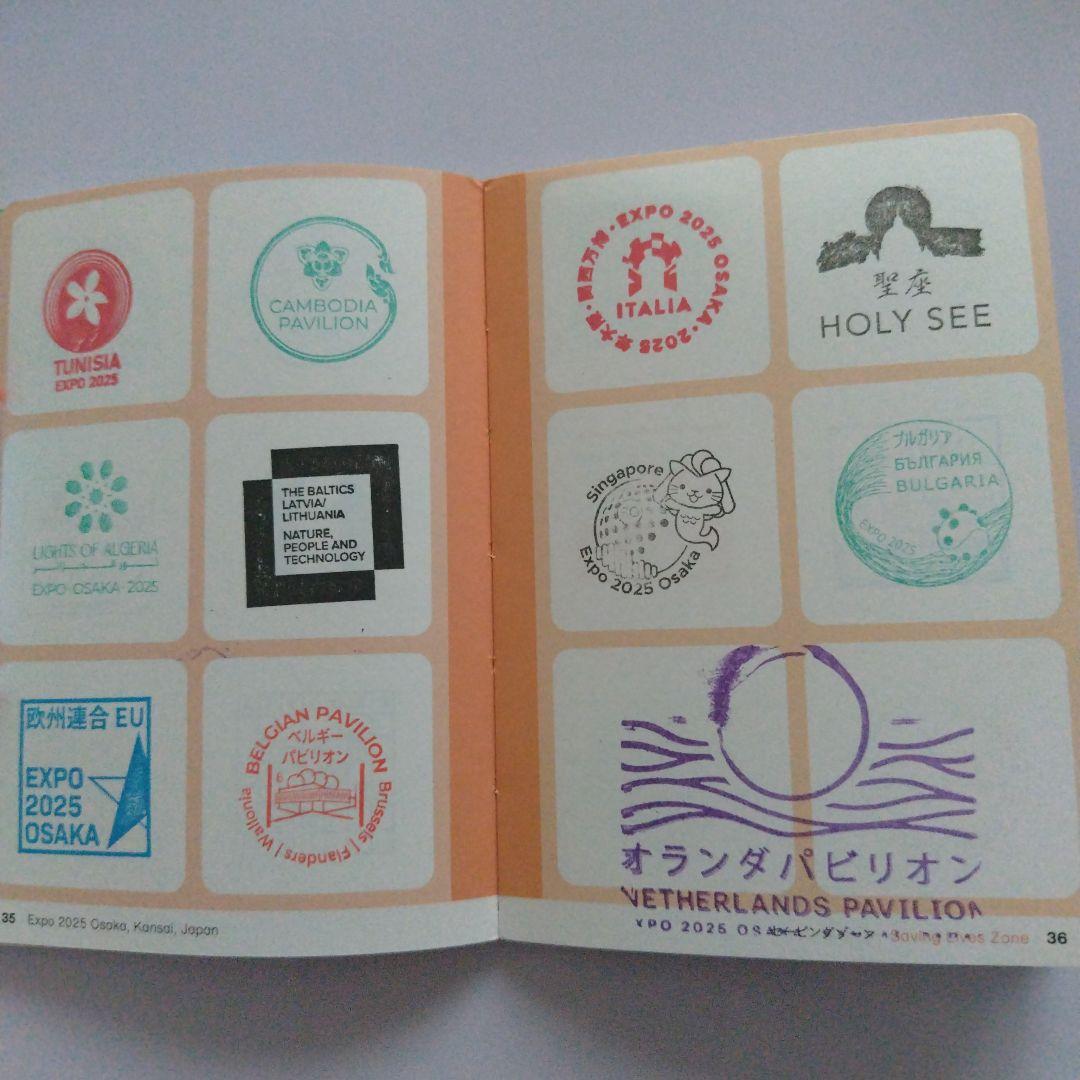 TUNISIA
EXPO 2025
CAMBODIA
PAVILION
LIGHTS OF ALGERIA
EXPO·OSAKA·2025
THE BALTICS
LATVIA/
LITHUANIA
NATURE,
PEOPLE AND
TECHNOLOGY
欧州連合 EU
EXPO
2025
OSAKA
BELGIAN PAVILION
ベルギー
パビリオン
Brussels | Flanders | Wallonia
35 Expo 2025 Osaka, Kansai, Japan
EXPO 2025 OSAKA · 2025
ITALIA
聖座
HOLY SEE
Singapore
Expo 2025 Osaka
ブルガリア
БЪЛГАРИЯ
BULGARIA
EXPO 2025
オランダパビリオン
NETHERLANDS PAVILION
XPO 2025
Saving Lives Zone 36